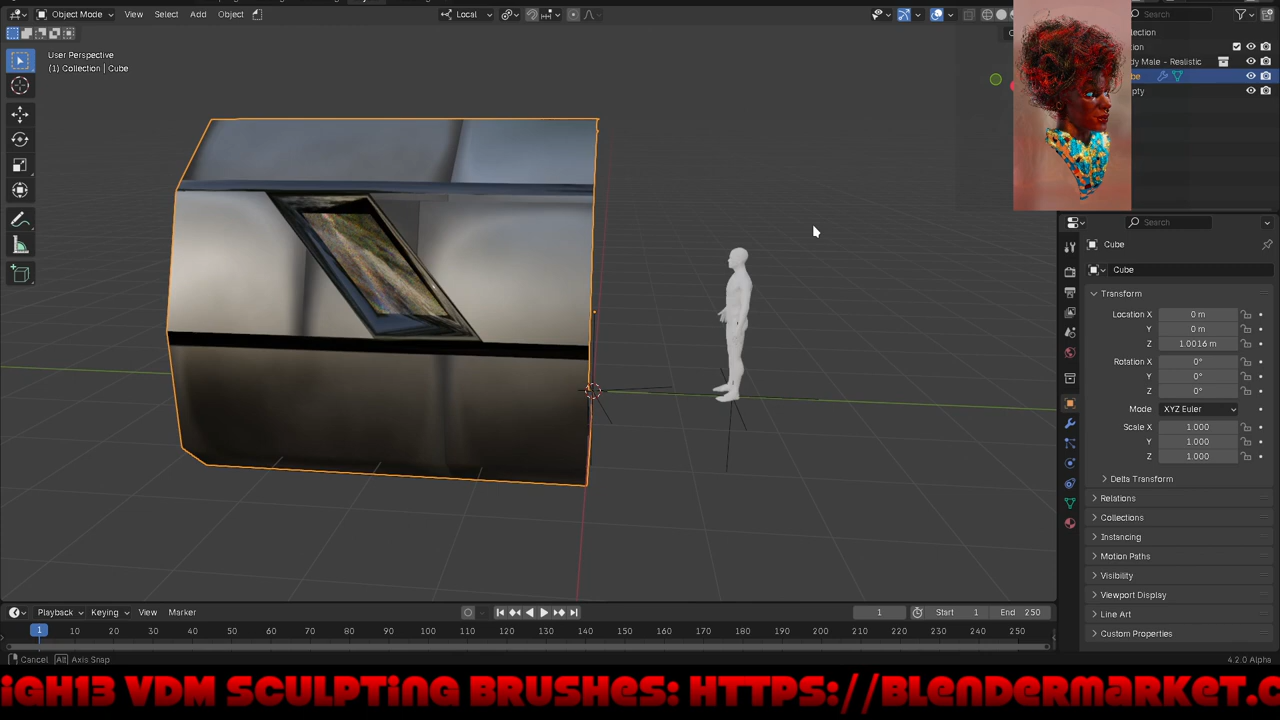 Object Mode View Select Add Object Local Search
User Perspective
(1) Collection | Cube
Search
Cube
Cube
Transform
Location X 0 m
Y 0 m
Z 1.0016 m
Rotation X 0°
Y 0°
Z 0°
Mode XYZ Euler
Scale X 1.000
Y 1.000
Z 1.000
Delta Transform
Relations
Collections
Instancing
Motion Paths
Visibility
Viewport Display
Line Art
Custom Properties
Playback Keying View Marker 1 Start 1 End 250
1 10 20 30 40 50 60 70 80 90 100 110 120 130 140 150 160 170 180 190 200 210 220 230 240 250
Cancel Alt Axis Snap 4.2.0 Alpha
iGH13 VDM SCULPTiNG BRUSHES: HTTPS://BLENDERMARKET.C